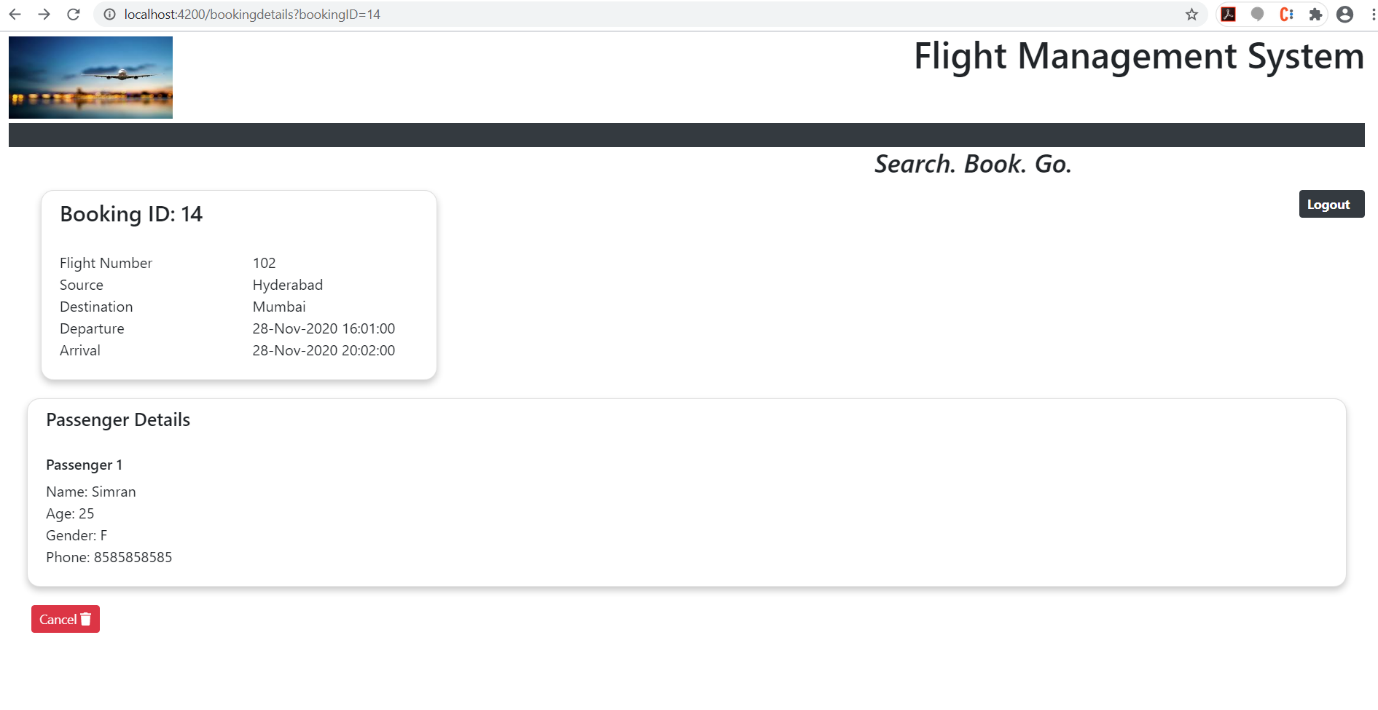 localhost:4200/bookingdetails?bookingID=14
Flight Management System
Search. Book. Go.
Logout
Booking ID: 14
Flight Number 102
Source Hyderabad
Destination Mumbai
Departure 28-Nov-2020 16:01:00
Arrival 28-Nov-2020 20:02:00
Passenger Details
Passenger 1
Name: Simran
Age: 25
Gender: F
Phone: 8585858585
Cancel